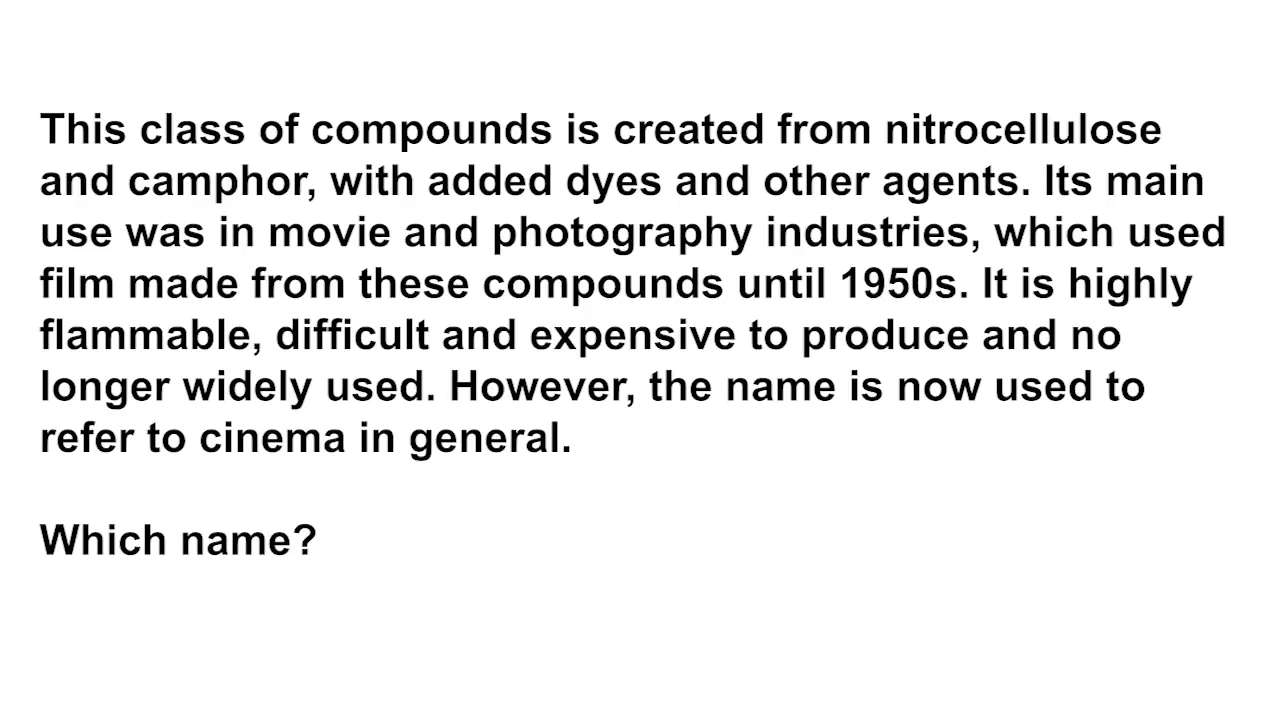 This class of compounds is created from nitrocellulose
and camphor, with added dyes and other agents. Its main
use was in movie and photography industries, which used
film made from these compounds until 1950s. It is highly
flammable, difficult and expensive to produce and no
longer widely used. However, the name is now used to
refer to cinema in general.
Which name?